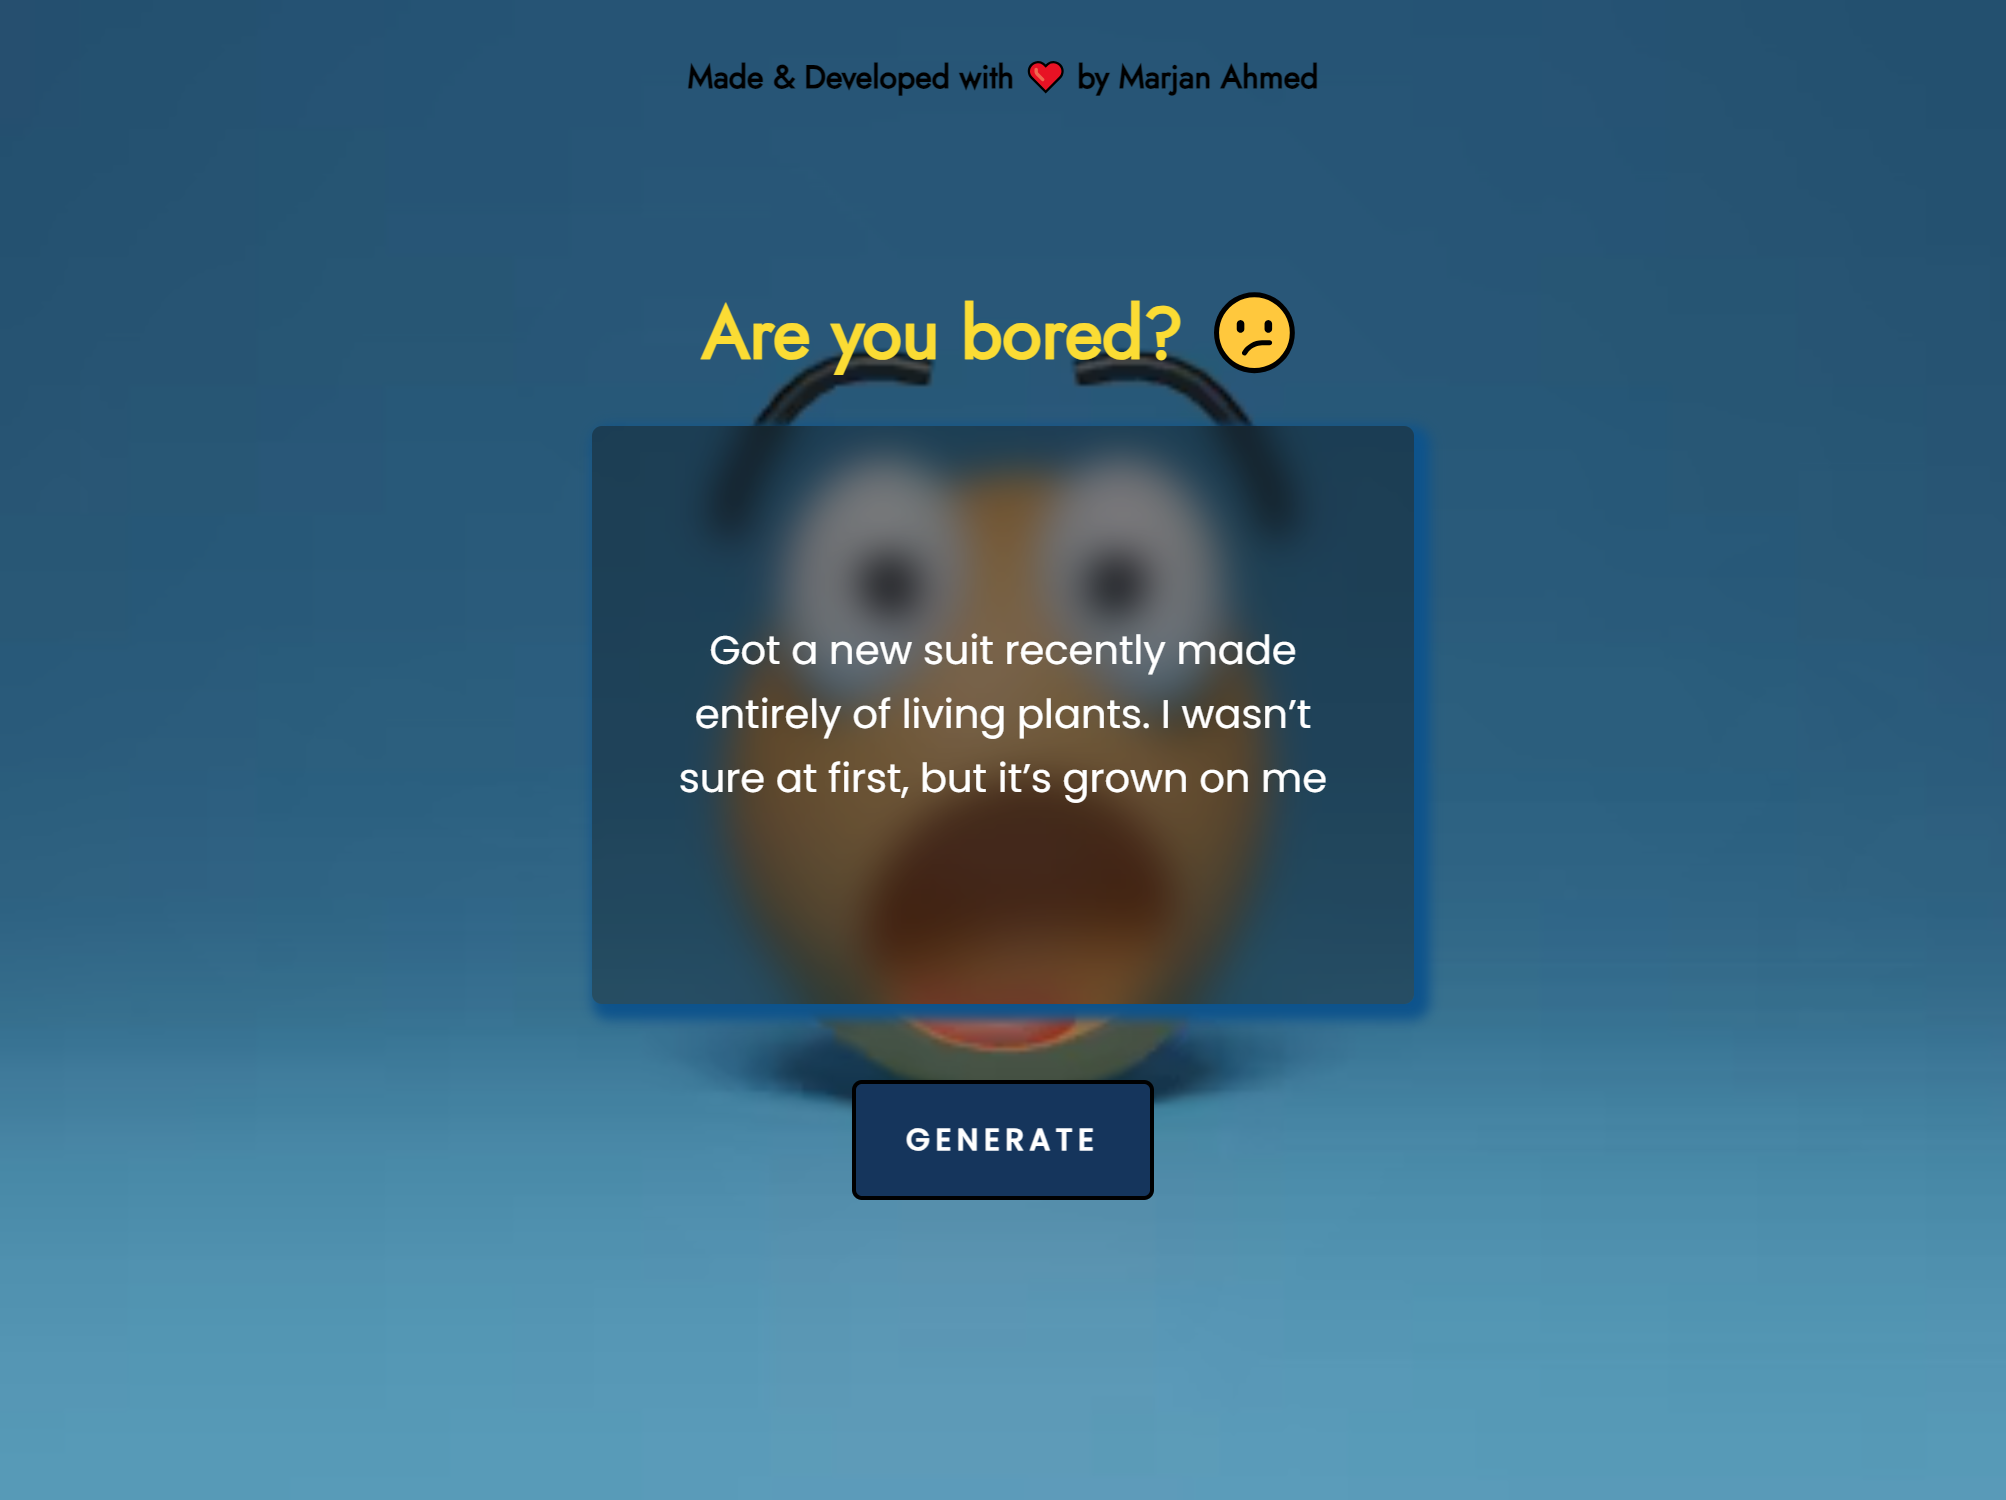 Made & Developed with ❤️ by Marjan Ahmed
Are you bored? 😕
Got a new suit recently made
entirely of living plants. I wasn’t
sure at first, but it’s grown on me
GENERATE